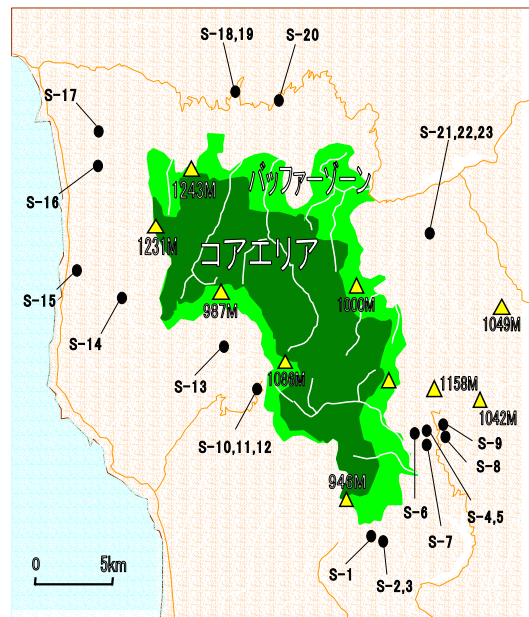 S-18,19
S-20
S-17
S-21,22,23
バッファーゾーン
1243M
S-16
1231M
コアエリア
S-15
987M
1000M
1049M
S-14
S-13
1086M
1158M
1042M
S-10,11,12
S-9
S-8
946M
S-6
S-4,5
S-7
S-1
S-2,3
0
5km